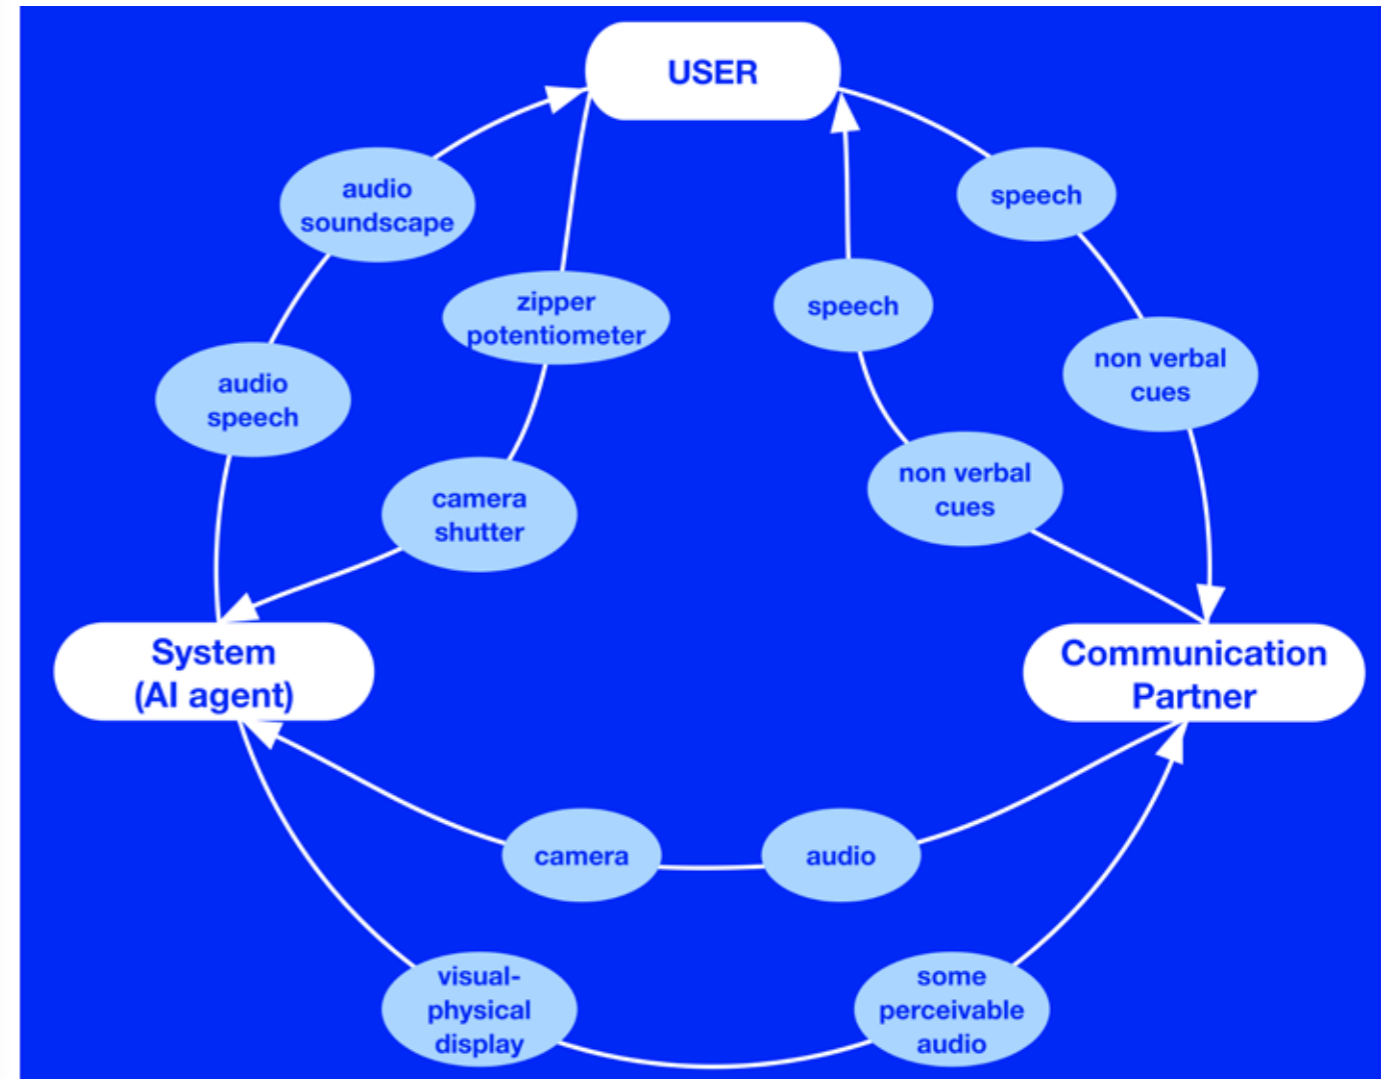 USER
audio
soundscape
speech
zipper
potentiometer
speech
non verbal
cues
audio
speech
camera
shutter
non verbal
cues
System
(AI agent)
Communication
Partner
camera
audio
visual-
physical
display
some
perceivable
audio